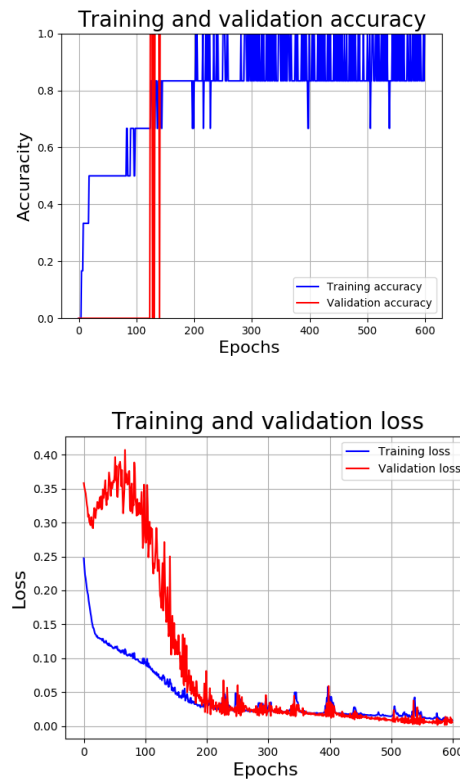 Training and validation accuracy
1.0
0.8
0.6
0.4
0.2
0.0
Accuracity
0
100
200
300
400
500
600
Epochs
Training accuracy
Validation accuracy
Training and validation loss
0.40
0.35
0.30
0.25
0.20
0.15
0.10
0.05
0.00
Loss
0
100
200
300
400
500
600
Epochs
Training loss
Validation loss